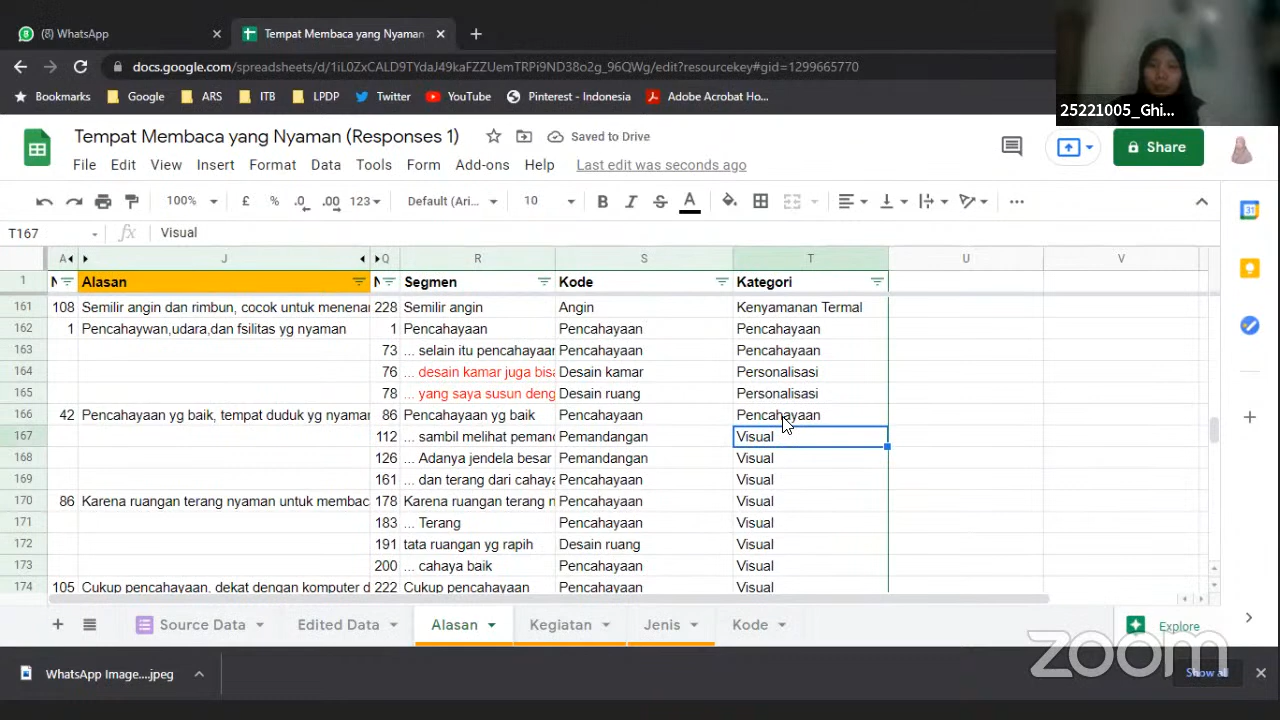 (8) WhatsApp
Tempat Membaca yang Nyaman
docs.google.com/spreadsheets/d/1iL0ZxCALD9TYdaJ49kaFZZUemTRPi9ND38o2g_96QWg/edit?resourcekey#gid=1299665770
Bookmarks Google ARS ITB LPDP Twitter YouTube Pinterest - Indonesia Adobe Acrobat Ho...
25221005_Ghi...
Tempat Membaca yang Nyaman (Responses 1) Saved to Drive
File Edit View Insert Format Data Tools Form Add-ons Help Last edit was seconds ago
Share
100% £ % .0 .00 123 Default (Ari... 10 B I S A
T167 fx Visual
A J Q R S T U V
1 N Alasan N Segmen Kode Kategori
161 108 Semilir angin dan rimbun, cocok untuk menenan 228 Semilir angin Angin Kenyamanan Termal
162 1 Pencahaywan,udara,dan fsilitas yg nyaman 1 Pencahayaan Pencahayaan Pencahayaan
163 73 ... selain itu pencahayaan Pencahayaan Pencahayaan
164 76 ... desain kamar juga bisa Desain kamar Personalisasi
165 78 ... yang saya susun deng Desain ruang Personalisasi
166 42 Pencahayaan yg baik, tempat duduk yg nyama 86 Pencahayaan yg baik Pencahayaan Pencahayaan
167 112 ... sambil melihat peman Pemandangan Visual
168 126 ... Adanya jendela besar Pemandangan Visual
169 161 ... dan terang dari cahaya Pencahayaan Visual
170 86 Karena ruangan terang nyaman untuk membac 178 Karena ruangan terang n Pencahayaan Visual
171 183 ... Terang Pencahayaan Visual
172 191 tata ruangan yg rapih Desain ruang Visual
173 200 ... cahaya baik Pencahayaan Visual
174 105 Cukup pencahayaan, dekat dengan komputer d 222 Cukup pencahayaan Pencahayaan Visual
Source Data Edited Data Alasan Kegiatan Jenis Kode Explore
WhatsApp Image....jpeg
Show all
zoom